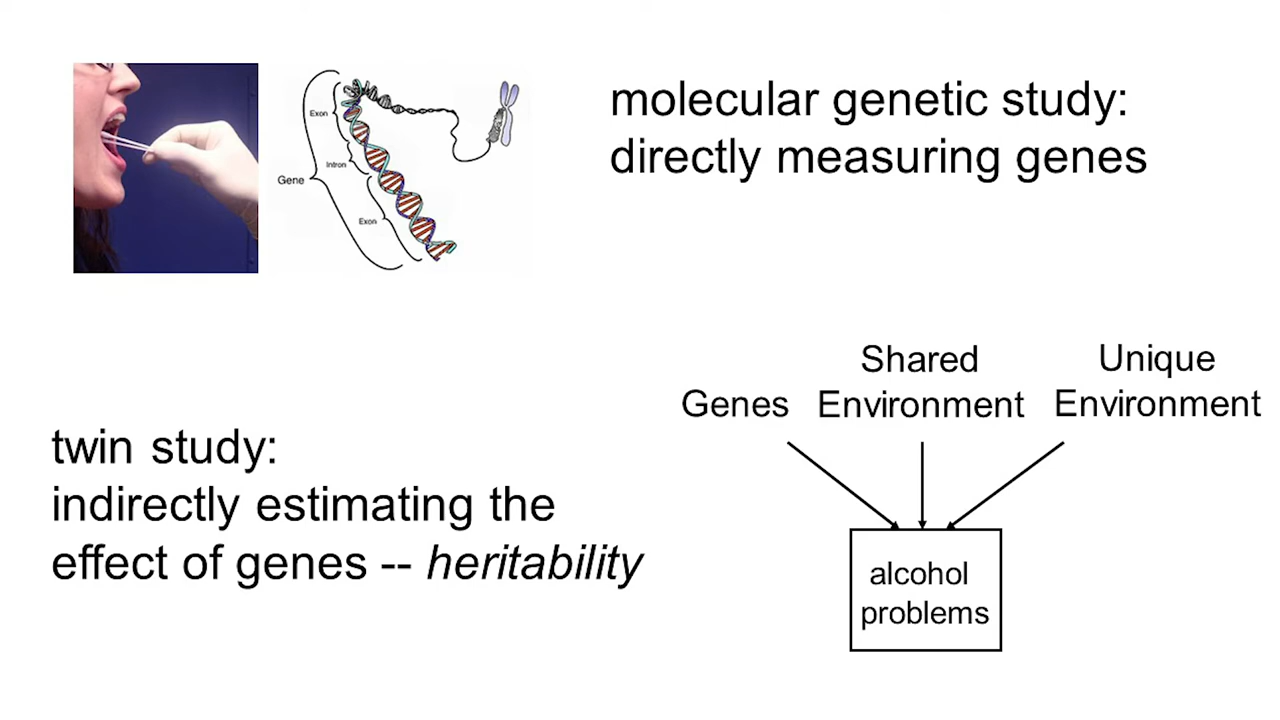 molecular genetic study:
directly measuring genes
Exon
Intron
Gene
Exon
Shared
Environment
Unique
Environment
Genes
twin study:
indirectly estimating the
effect of genes -- heritability
alcohol
problems